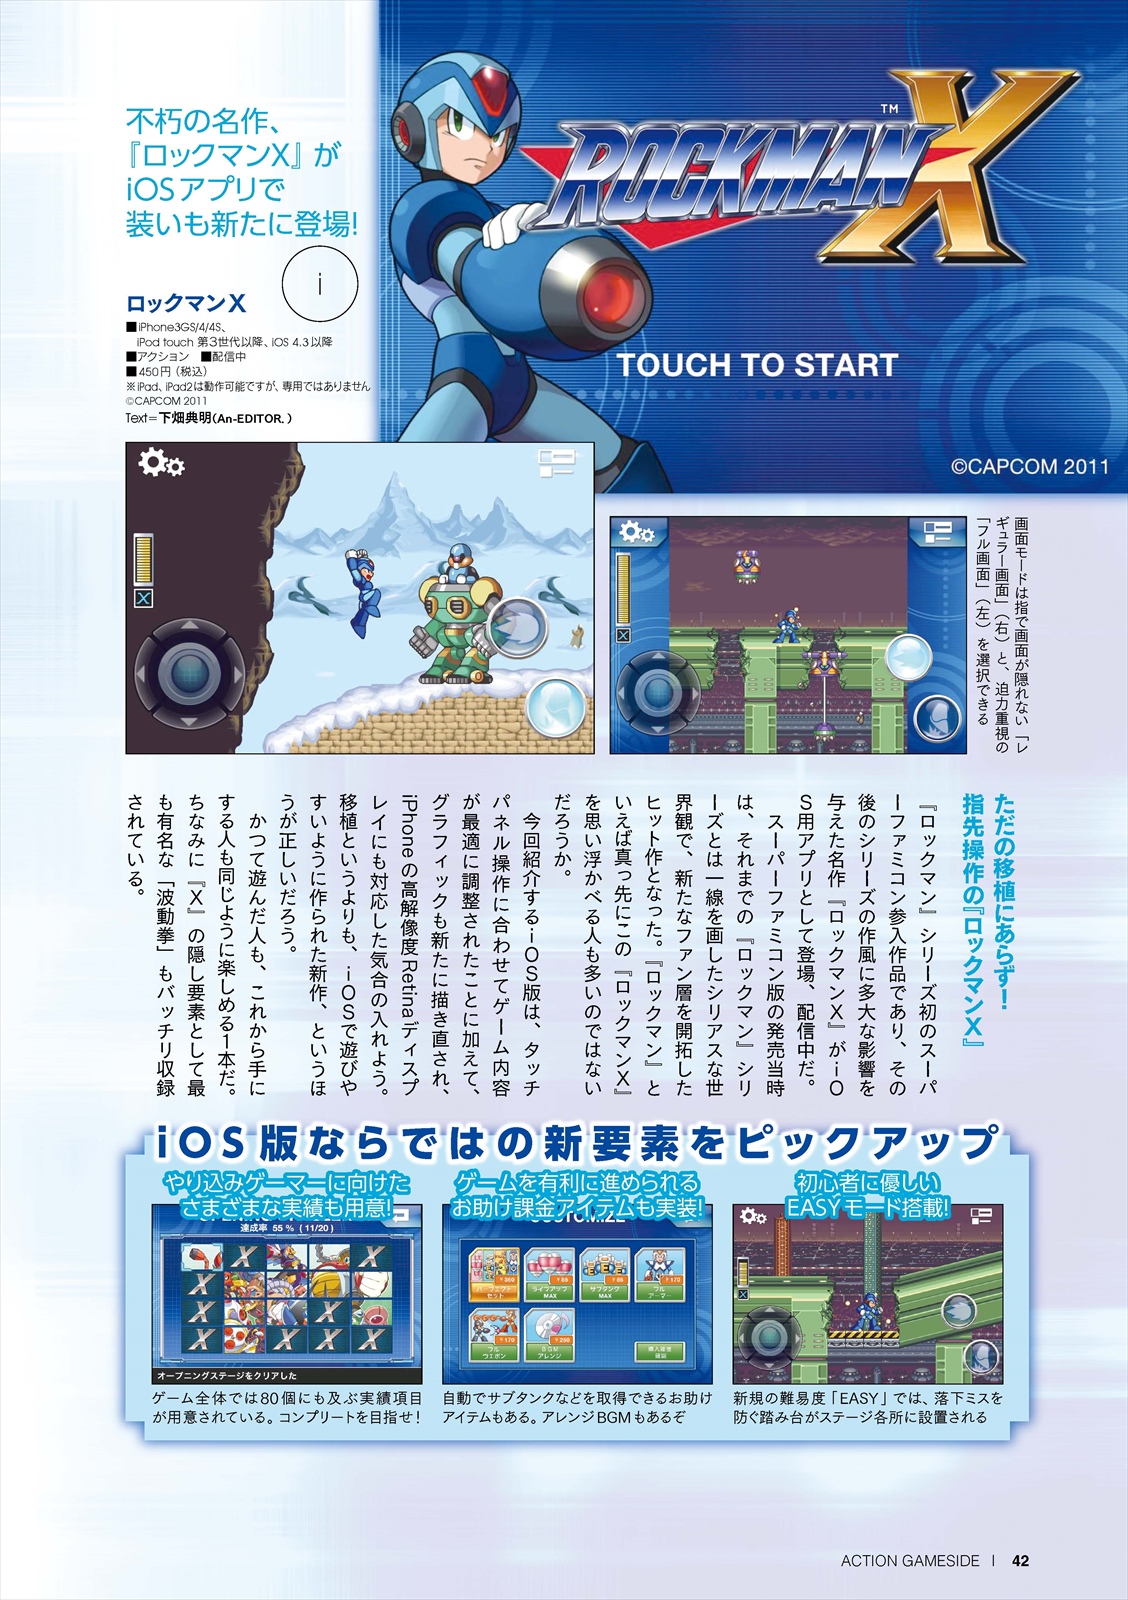 不朽の名作、
『ロックマンX』が
iOSアプリで
装いも新たに登場!
i
ロックマンX
■iPhone3GS/4/4S、
iPod touch 第3世代以降、iOS 4.3以降
■アクション ■配信中
■450円（税込）
※iPad、iPad2は動作可能ですが、専用ではありません
©CAPCOM 2011
Text=下畑典明(An-EDITOR.)
ROCKMAN X
TM
TOUCH TO START
©CAPCOM 2011
X
X
画面モードは指で画面が隠れない「レ
ギュラー画面」（右）と、迫力重視の
「フル画面」（左）を選択できる
ただの移植にあらず！
指先操作の『ロックマンX』
『ロックマン』シリーズ初のスーパ
ーファミコン参入作品であり、その
後のシリーズの作風に多大な影響を
与えた名作『ロックマンX』がiO
S用アプリとして登場、配信中だ。
スーパーファミコン版の発売当時
は、それまでの『ロックマン』シリ
ーズとは一線を画したシリアスな世
界観で、新たなファン層を開拓した
ヒット作となった。『ロックマン』と
いえば真っ先にこの『ロックマンX』
を思い浮かべる人も多いのではない
だろうか。
今回紹介するiOS版は、タッチ
パネル操作に合わせてゲーム内容
が最適に調整されたことに加えて、
グラフィックも新たに描き直され、
iPhoneの高解像度Retinaディスプ
レイにも対応した気合の入れよう。
移植というよりも、iOSで遊びや
すいように作られた新作、というほ
うが正しいだろう。
かつて遊んだ人も、これから手に
する人も同じように楽しめる1本だ。
ちなみに『X』の隠し要素として最
も有名な「波動拳」もバッチリ収録
されている。
iOS版ならではの新要素をピックアップ
やり込みゲーマーに向けた
さまざまな実績も用意!
達成率 55 % ( 11/20 )
オープニングステージをクリアした
ゲーム全体では80個にも及ぶ実績項目
が用意されている。コンプリートを目指せ！
ゲームを有利に進められる
お助け課金アイテムも実装!
CUSTOMIZE
パーフェクト
セット
ライフアップ
MAX
サブタンク
MAX
フル
アーマー
フル
ウェポン
BGM
アレンジ
自動でサブタンクなどを取得できるお助け
アイテムもある。アレンジBGMもあるぞ
初心者に優しい
EASYモード搭載!
X
新規の難易度「EASY」では、落下ミスを
防ぐ踏み台がステージ各所に設置される
ACTION GAMESIDE | 42